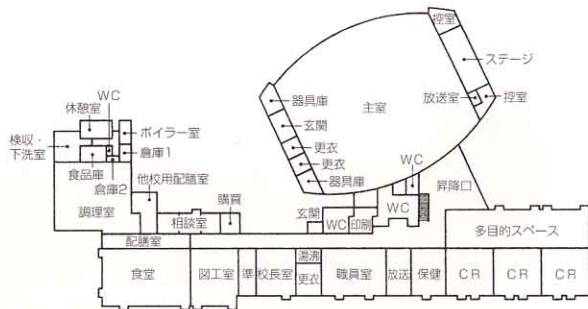 控室
ステージ
WC
休憩室
器具庫
主室
放送室
控室
検収・
下洗室
ボイラー室
玄関
倉庫1
食品庫
更衣
WC
倉庫2
更衣
他校用配膳室
器具庫
昇降口
調理室
購買
玄関
WC
相談室
WC
印刷
配膳室
多目的スペース
湯沸
食堂
図工室
準
校長室
更衣
職員室
放送
保健
CR
CR
CR